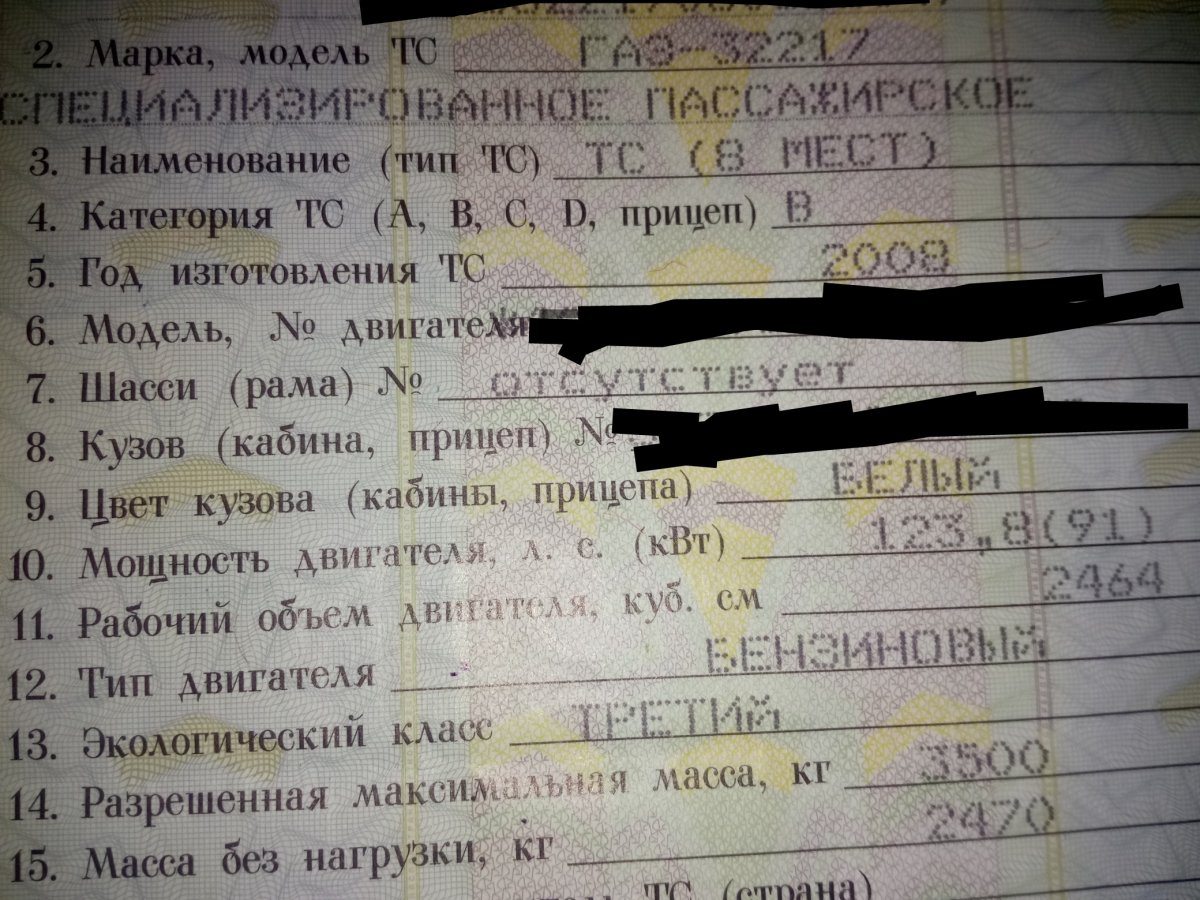 2. Марка, модель ТС ГАЗ-32217
СПЕЦИАЛИЗИРОВАННОЕ ПАССАЖИРСКОЕ
3. Наименование (тип ТС) ТС (8 МЕСТ)
4. Категория ТС (А, В, С, D, прицеп) В
5. Год изготовления ТС 2008
6. Модель, № двигателя
7. Шасси (рама) № отсутствует
8. Кузов (кабина, прицеп) №
9. Цвет кузова (кабины, прицепа) БЕЛЫЙ
10. Мощность двигателя, л. с. (кВт) 123,8(91)
11. Рабочий объем двигателя, куб. см 2464
12. Тип двигателя БЕНЗИНОВЫЙ
13. Экологический класс ТРЕТИЙ
14. Разрешенная максимальная масса, кг 3500
15. Масса без нагрузки, кг 2470
ТС (страна)